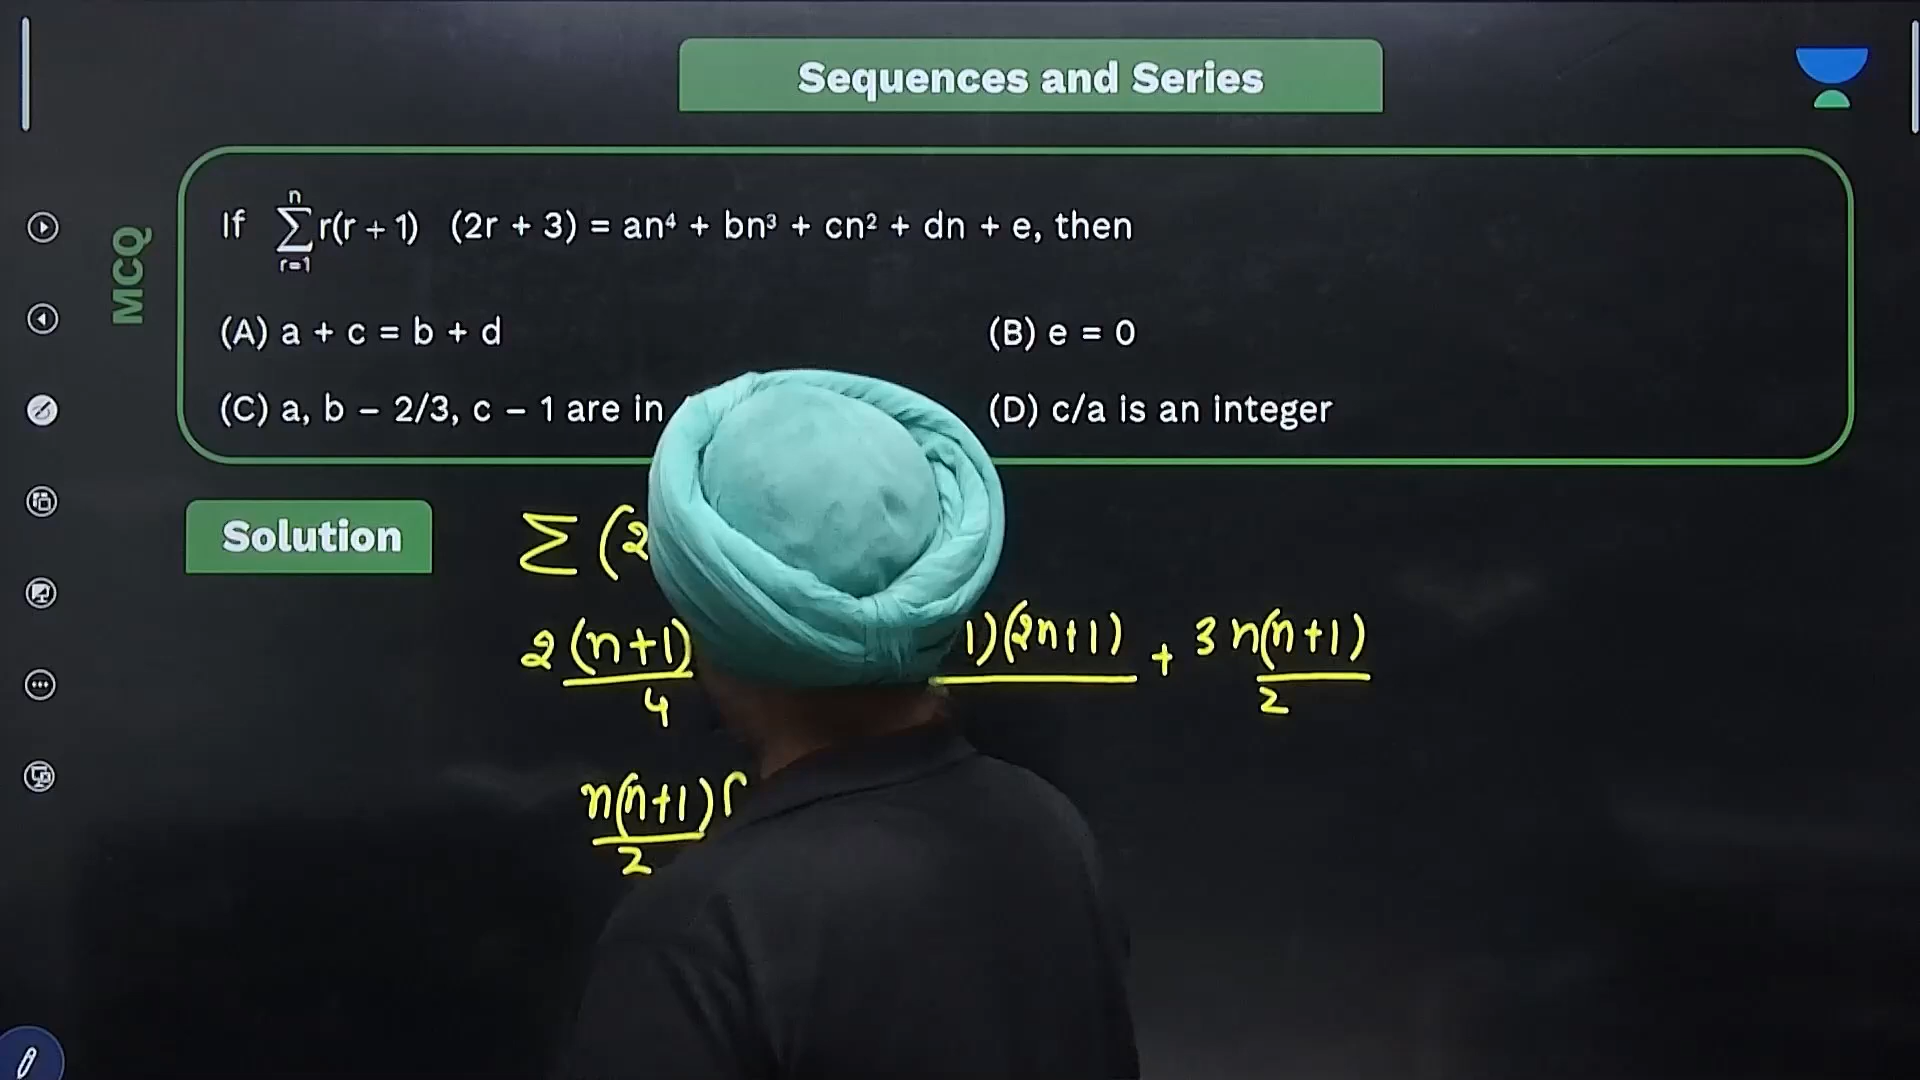 Sequences and Series
MCQ
If \sum_{r=1}^{n} r(r + 1) (2r + 3) = an⁴ + bn³ + cn² + dn + e, then
(A) a + c = b + d
(B) e = 0
(C) a, b – 2/3, c – 1 are in
(D) c/a is an integer
Solution
Σ (2
2 (n+1) / 4 1)(2n+1) + 3 n(n+1) / 2
n(n+1) / 2 [